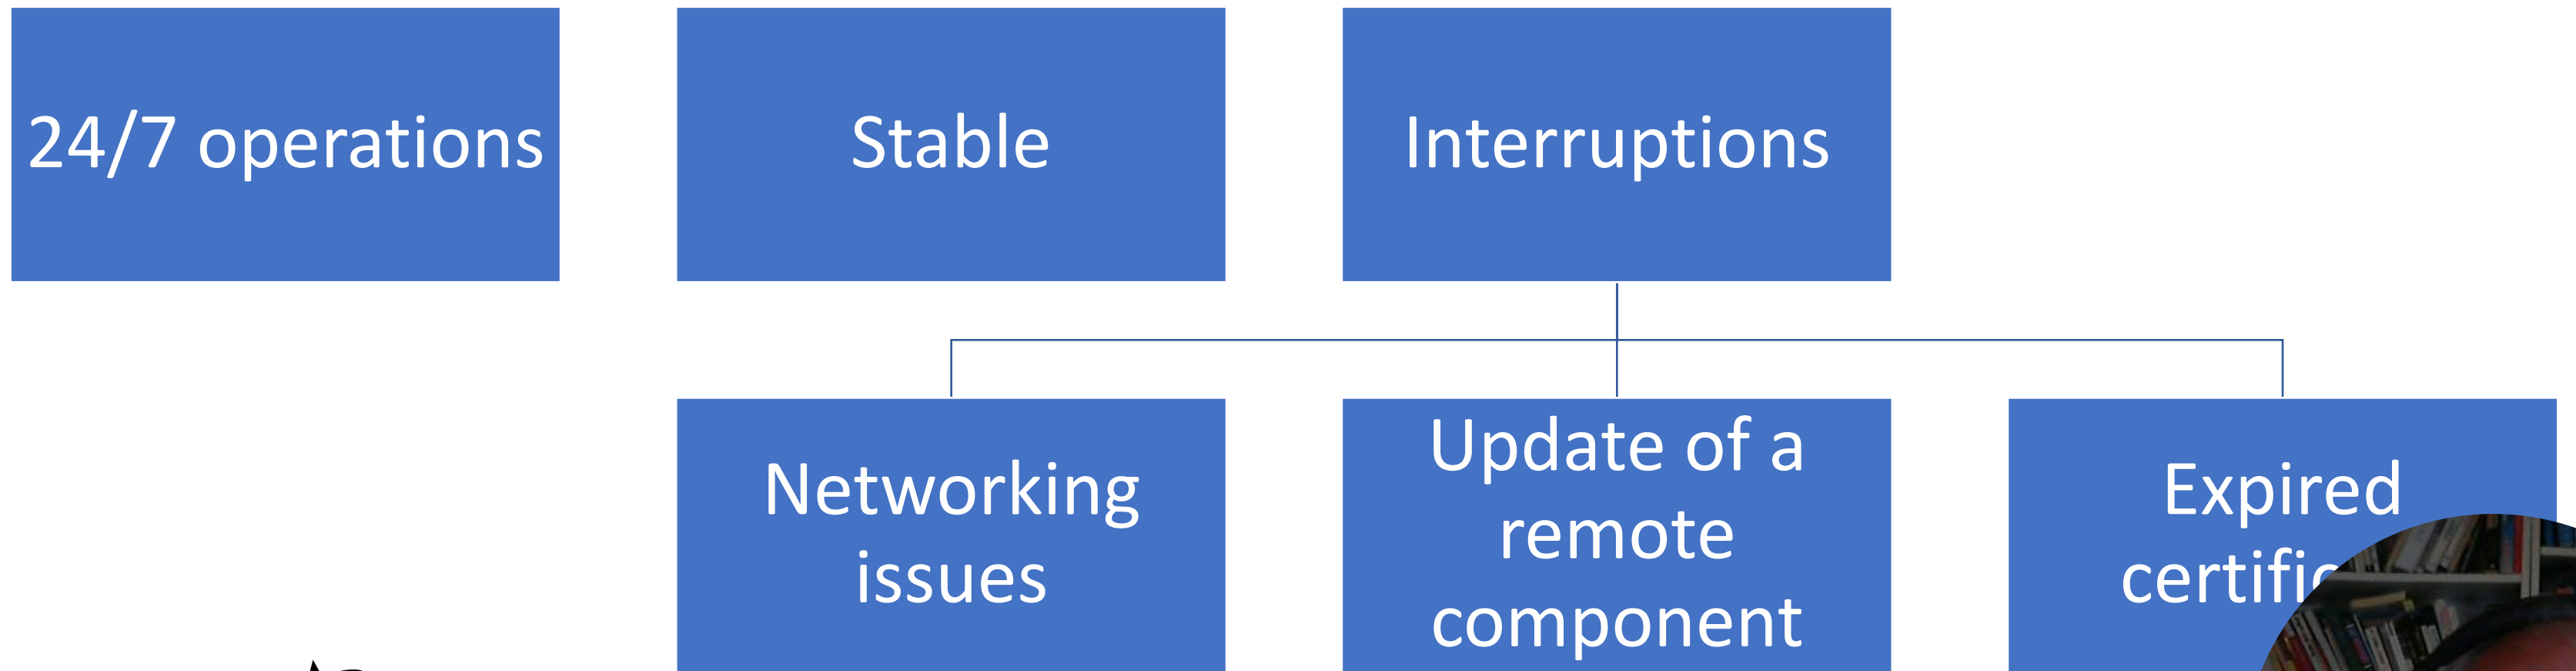 24/7 operations
Stable
Interruptions
Networking
issues
Update of a
remote
component
Expired